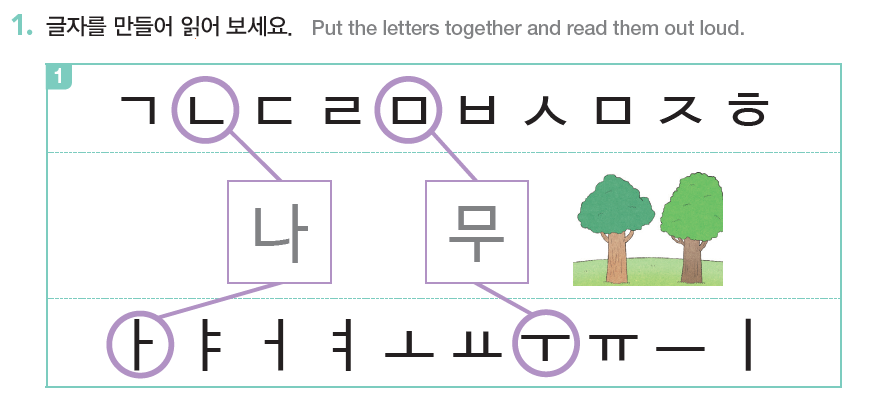 1. 글자를 만들어 읽어 보세요. Put the letters together and read them out loud.
1
ㄱ ㄴ ㄷ ㄹ ㅁ ㅂ ㅅ ㅁ ㅈ ㅎ
나 무
ㅏ ㅑ ㅓ ㅕ ㅗ ㅛ ㅜ ㅠ ㅡ ㅣ